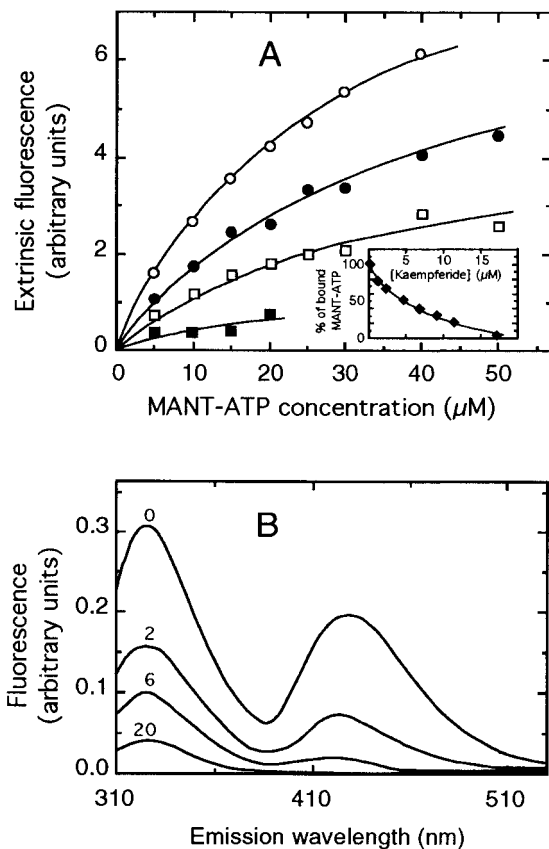 A
Extrinsic fluorescence
(arbitrary units)
6
4
2
0
0
10
20
30
40
50
MANT-ATP concentration (µM)
0
5
10
15
[Kaempferide] (µM)
100
50
0
% of bound
MANT-ATP
B
Fluorescence
(arbitrary units)
0.3
0.2
0.1
0.0
0
2
6
20
310
410
510
Emission wavelength (nm)